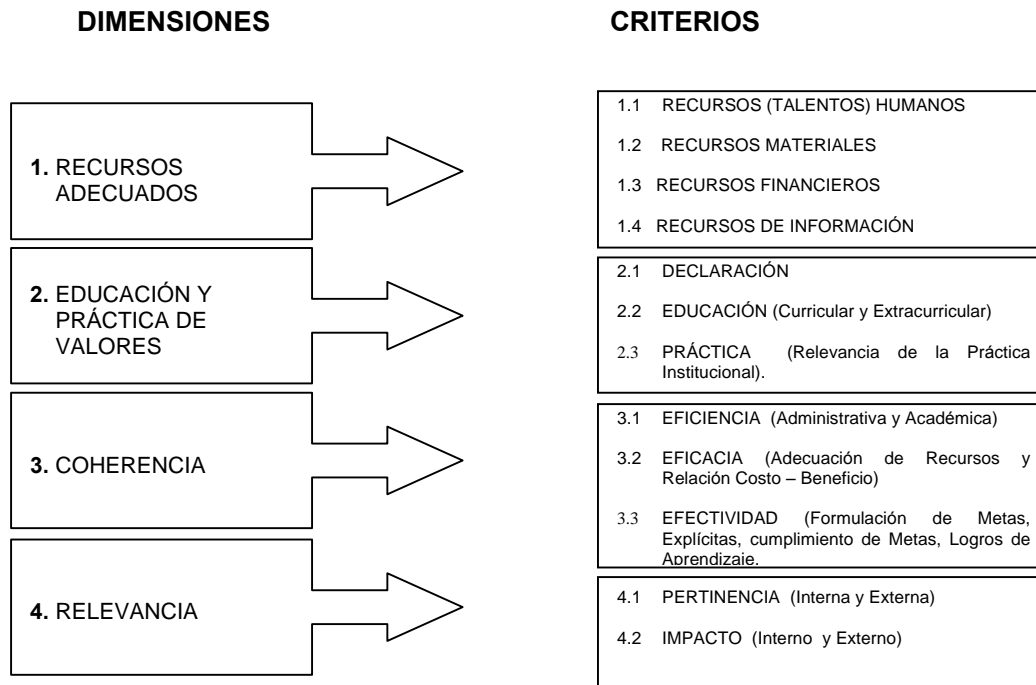 DIMENSIONES
CRITERIOS
1. RECURSOS
ADECUADOS
1.1 RECURSOS (TALENTOS) HUMANOS
1.2 RECURSOS MATERIALES
1.3 RECURSOS FINANCIEROS
1.4 RECURSOS DE INFORMACIÓN
2. EDUCACIÓN Y
PRÁCTICA DE
VALORES
2.1 DECLARACIÓN
2.2 EDUCACIÓN (Curricular y Extracurricular)
2.3 PRÁCTICA (Relevancia de la Práctica
Institucional).
3. COHERENCIA
3.1 EFICIENCIA (Administrativa y Académica)
3.2 EFICACIA (Adecuación de Recursos y
Relación Costo – Beneficio)
3.3 EFECTIVIDAD (Formulación de Metas,
Explícitas, cumplimiento de Metas, Logros de
Aprendizaje.
4. RELEVANCIA
4.1 PERTINENCIA (Interna y Externa)
4.2 IMPACTO (Interno y Externo)